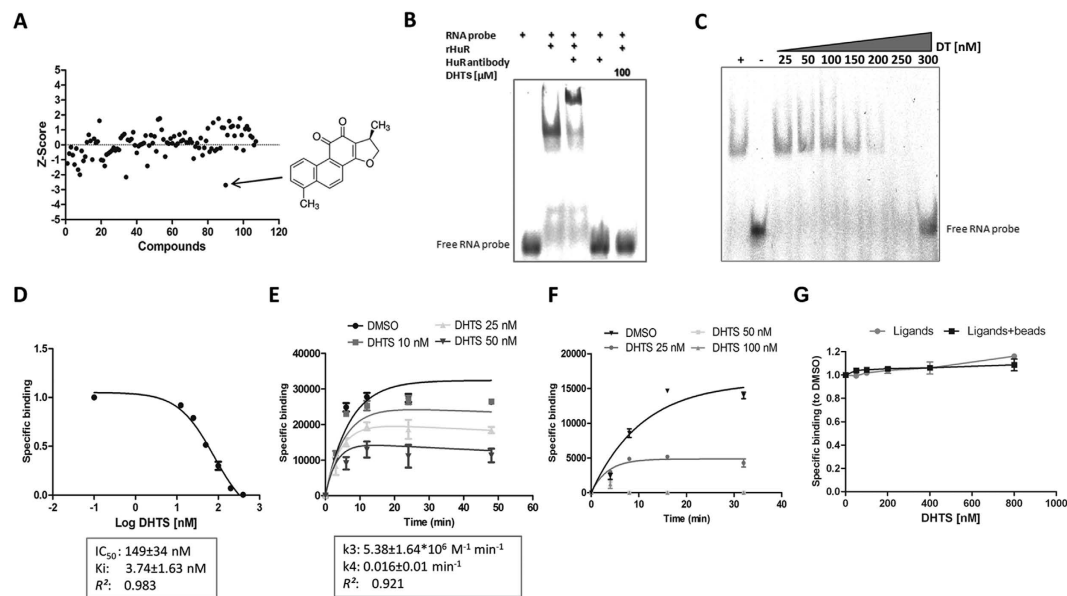 A
Z-Score
5
4
3
2
1
0
-1
-2
-3
-4
-5
0 20 40 60 80 100 120
Compounds
O
O
CH₃
O
CH₃
B
RNA probe + + + + +
rHuR + + +
HuR antibody + +
DHTS [µM] 100
Free RNA probe
C
DT [nM]
+ - 25 50 100 150 200 250 300
Free RNA probe
D
Specific binding
1.5
1.0
0.5
0.0
-2 -1 0 1 2 3
Log DHTS [nM]
IC₅₀: 149±34 nM
Ki: 3.74±1.63 nM
R²: 0.983
E
DMSO DHTS 25 nM
DHTS 10 nM DHTS 50 nM
Specific binding
40000
30000
20000
10000
0
0 10 20 30 40 50 60
Time (min)
k3: 5.38±1.64*10⁶ M⁻¹ min⁻¹
k4: 0.016±0.01 min⁻¹
R²: 0.921
F
DMSO DHTS 50 nM
DHTS 25 nM DHTS 100 nM
Specific binding
20000
15000
10000
5000
0
0 10 20 30 40
Time (min)
G
Ligands Ligands+beads
Specific binding (to DMSO)
1.2
1.0
0.8
0.6
0.4
0.2
0.0
0 200 400 600 800 1000
DHTS [nM]